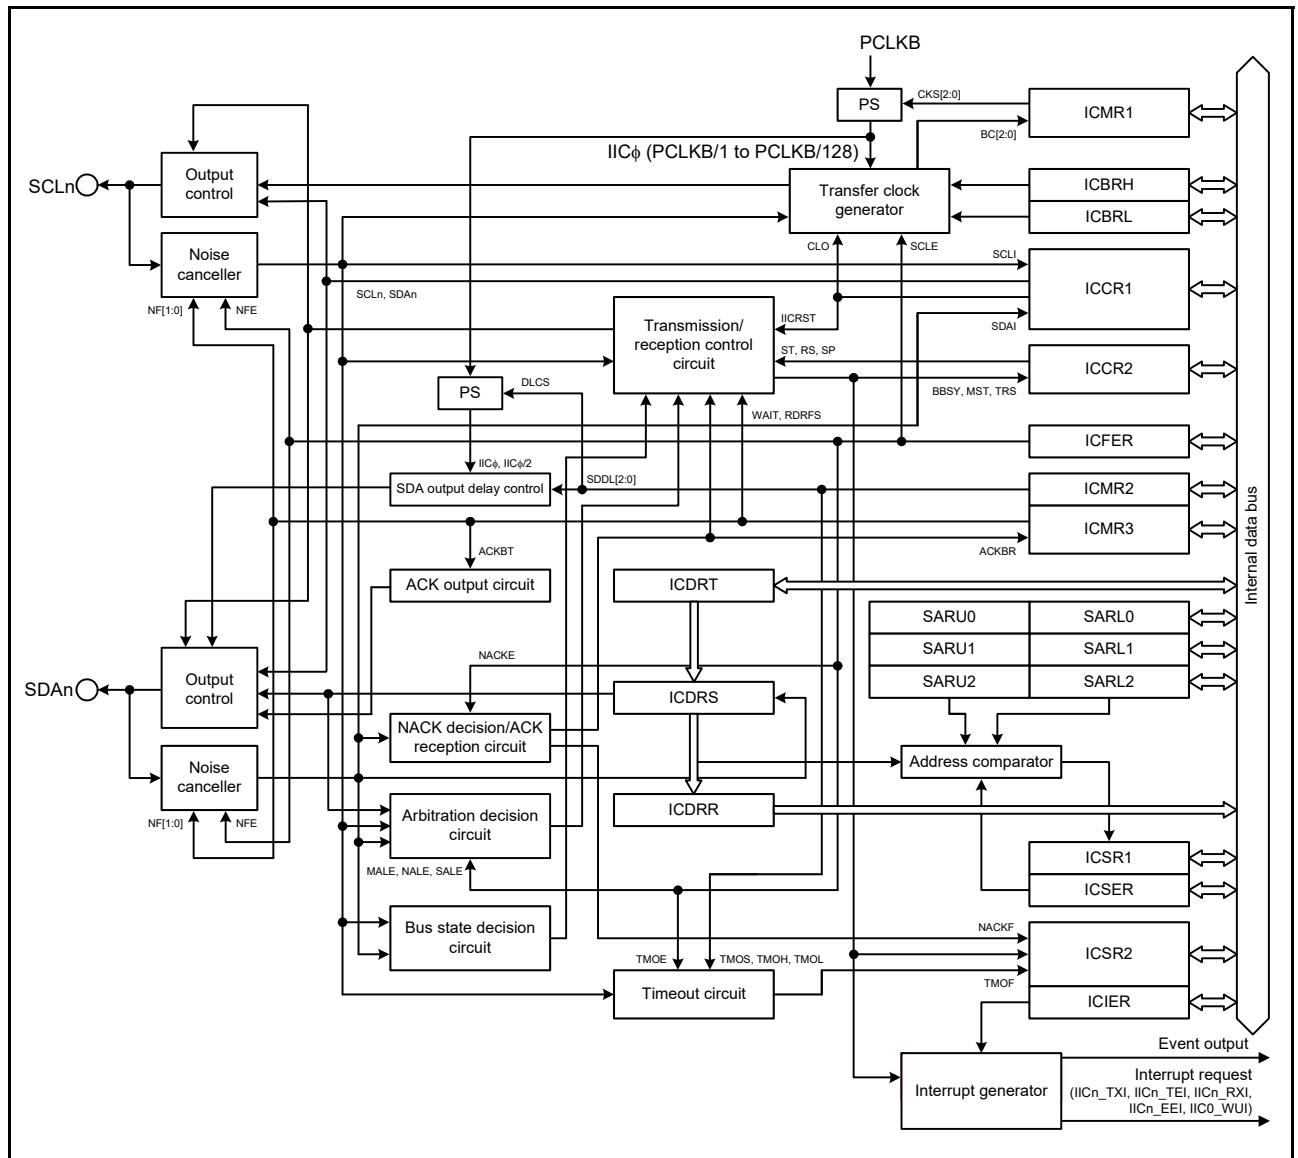 PCLKB
PS
CKS[2:0]
ICMR1
BC[2:0]
IICϕ (PCLKB/1 to PCLKB/128)
SCLn
Output
control
Transfer clock
generator
ICBRH
ICBRL
CLO
SCLE
Noise
canceller
SCLI
ICCR1
SCLn, SDAn
NF[1:0]
NFE
IICRST
SDAI
Transmission/
reception control
circuit
ST, RS, SP
ICCR2
BBSY, MST, TRS
PS
DLCS
WAIT, RDRFS
ICFER
IICϕ, IICϕ/2
SDA output delay control
SDDL[2:0]
ICMR2
ICMR3
ACKBT
ACKBR
Internal data bus
ACK output circuit
ICDRT
SARU0
SARL0
SARU1
SARL1
SARU2
SARL2
NACKE
SDAn
Output
control
ICDRS
NACK decision/ACK
reception circuit
Address comparator
Noise
canceller
ICDRR
Arbitration decision
circuit
NF[1:0]
NFE
MALE, NALE, SALE
ICSR1
ICSER
Bus state decision
circuit
NACKF
ICSR2
TMOE
TMOS, TMOH, TMOL
TMOF
Timeout circuit
ICIER
Event output
Interrupt generator
Interrupt request
(IICn_TXI, IICn_TEI, IICn_RXI,
IICn_EEI, IIC0_WUI)